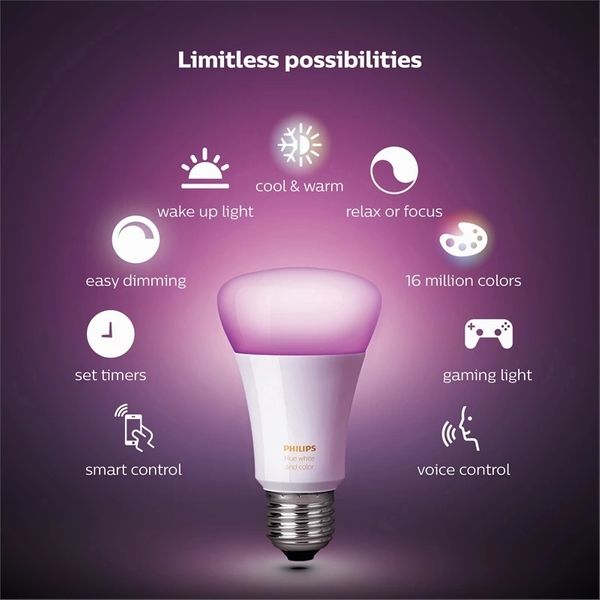 Limitless possibilities
cool & warm
wake up light
relax or focus
easy dimming
16 million colors
set timers
gaming light
smart control
voice control
PHILIPS
Hue white
and color